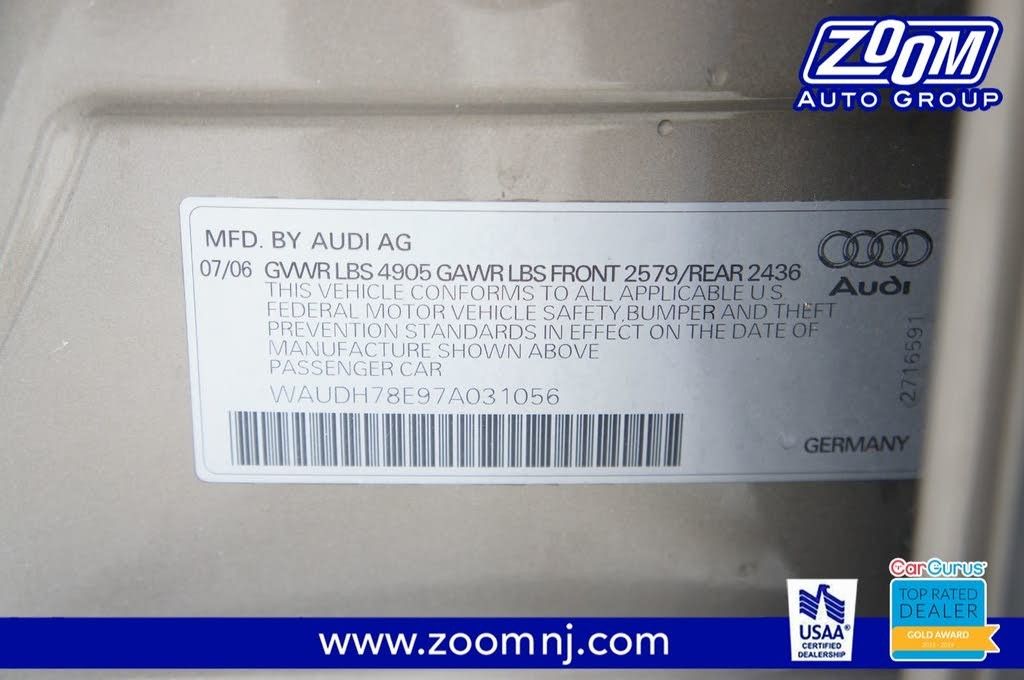 ZOOM
AUTO GROUP
MFD. BY AUDI AG
07/06 GVWR LBS 4905 GAWR LBS FRONT 2579/REAR 2436
THIS VEHICLE CONFORMS TO ALL APPLICABLE U.S.
FEDERAL MOTOR VEHICLE SAFETY, BUMPER AND THEFT
PREVENTION STANDARDS IN EFFECT ON THE DATE OF
MANUFACTURE SHOWN ABOVE
PASSENGER CAR
WAUDH78E97A031056
Audi
2716591
GERMANY
www.zoomnj.com
USAA®
CERTIFIED
DEALERSHIP
CarGurus
TOP RATED
DEALER
GOLD AWARD